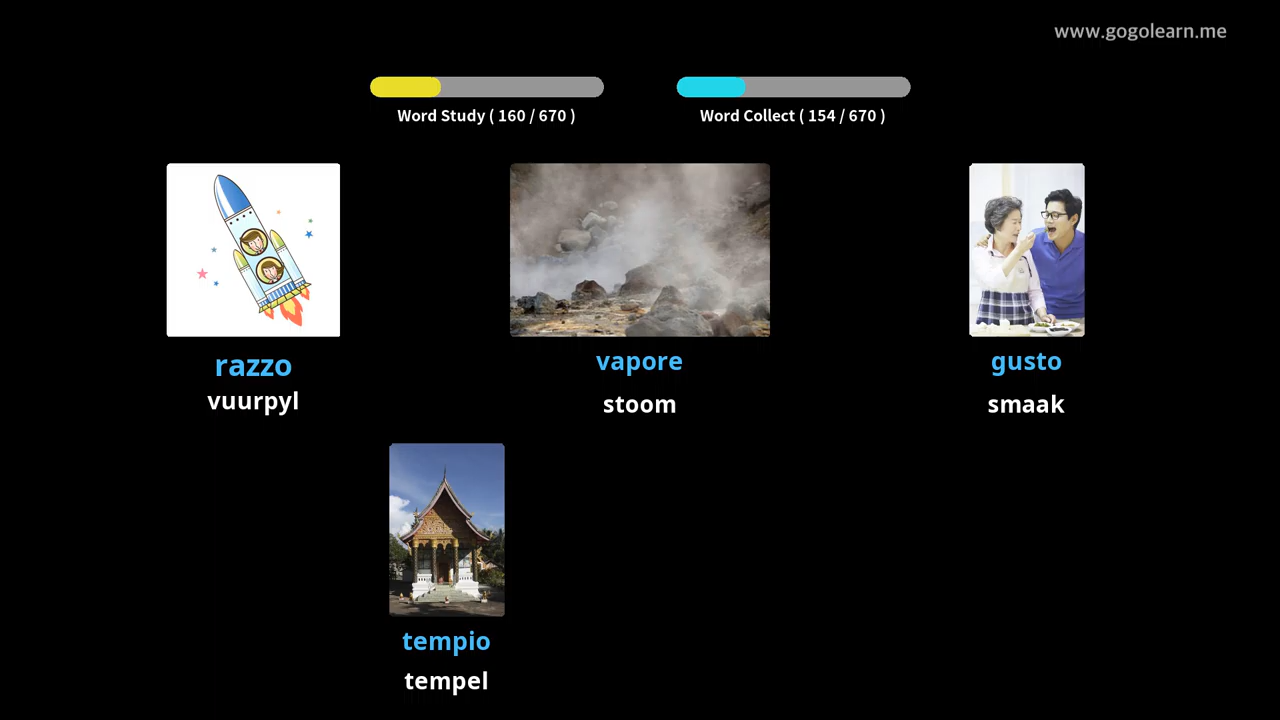 www.gogolearn.me
Word Study ( 160 / 670 )
Word Collect ( 154 / 670 )
razzo
vuurpyl
vapore
stoom
gusto
smaak
tempio
tempel